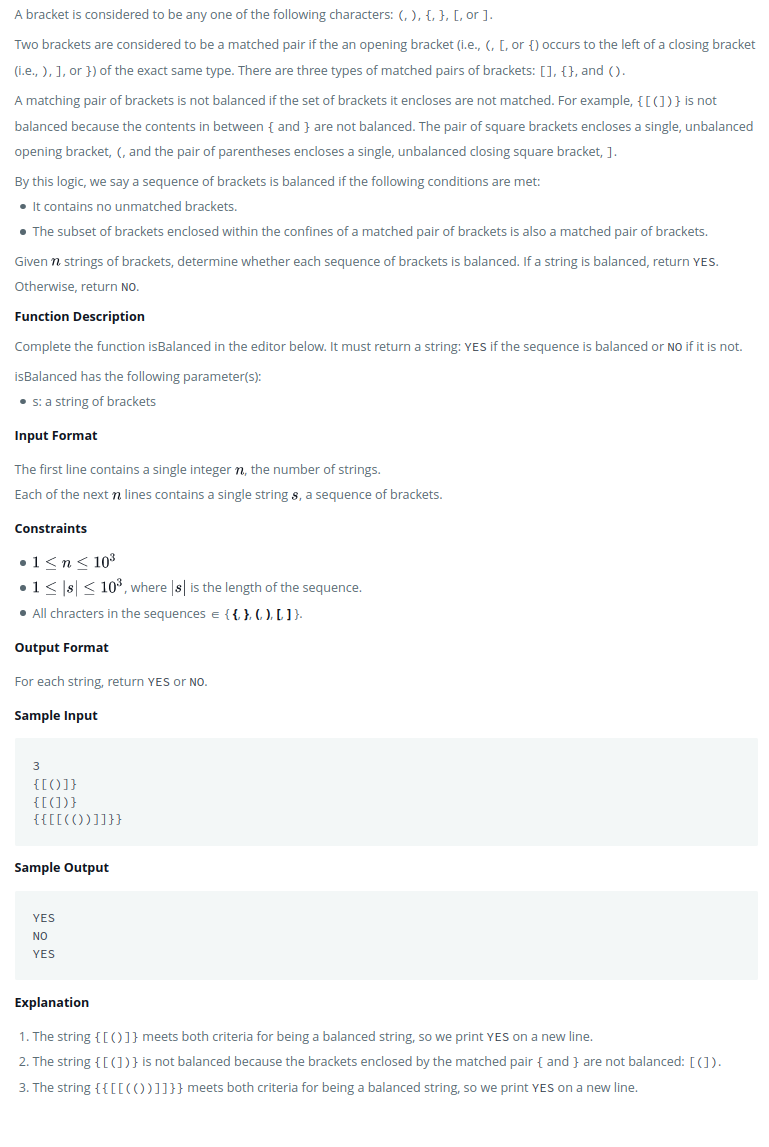 A bracket is considered to be any one of the following characters: (, ), {, }, [, or ].
Two brackets are considered to be a matched pair if the an opening bracket (i.e., (, [, or {) occurs to the left of a closing bracket
(i.e., ), ], or }) of the exact same type. There are three types of matched pairs of brackets: [], {}, and ().
A matching pair of brackets is not balanced if the set of brackets it encloses are not matched. For example, {[(])} is not
balanced because the contents in between { and } are not balanced. The pair of square brackets encloses a single, unbalanced
opening bracket, (, and the pair of parentheses encloses a single, unbalanced closing square bracket, ].
By this logic, we say a sequence of brackets is balanced if the following conditions are met:
• It contains no unmatched brackets.
• The subset of brackets enclosed within the confines of a matched pair of brackets is also a matched pair of brackets.
Given n strings of brackets, determine whether each sequence of brackets is balanced. If a string is balanced, return YES.
Otherwise, return NO.
Function Description
Complete the function isBalanced in the editor below. It must return a string: YES if the sequence is balanced or NO if it is not.
isBalanced has the following parameter(s):
• s: a string of brackets
Input Format
The first line contains a single integer n, the number of strings.
Each of the next n lines contains a single string s, a sequence of brackets.
Constraints
• 1 ≤ n ≤ 10³
• 1 ≤ |s| ≤ 10³, where |s| is the length of the sequence.
• All chracters in the sequences ∈ { {, }, (, ), [, ] }.
Output Format
For each string, return YES or NO.
Sample Input
3
{[()]}
{[(])}
{{[[(())]]}}
Sample Output
YES
NO
YES
Explanation
1. The string {[()]} meets both criteria for being a balanced string, so we print YES on a new line.
2. The string {[(])} is not balanced because the brackets enclosed by the matched pair { and } are not balanced: [(]).
3. The string {{[[(())]]}} meets both criteria for being a balanced string, so we print YES on a new line.